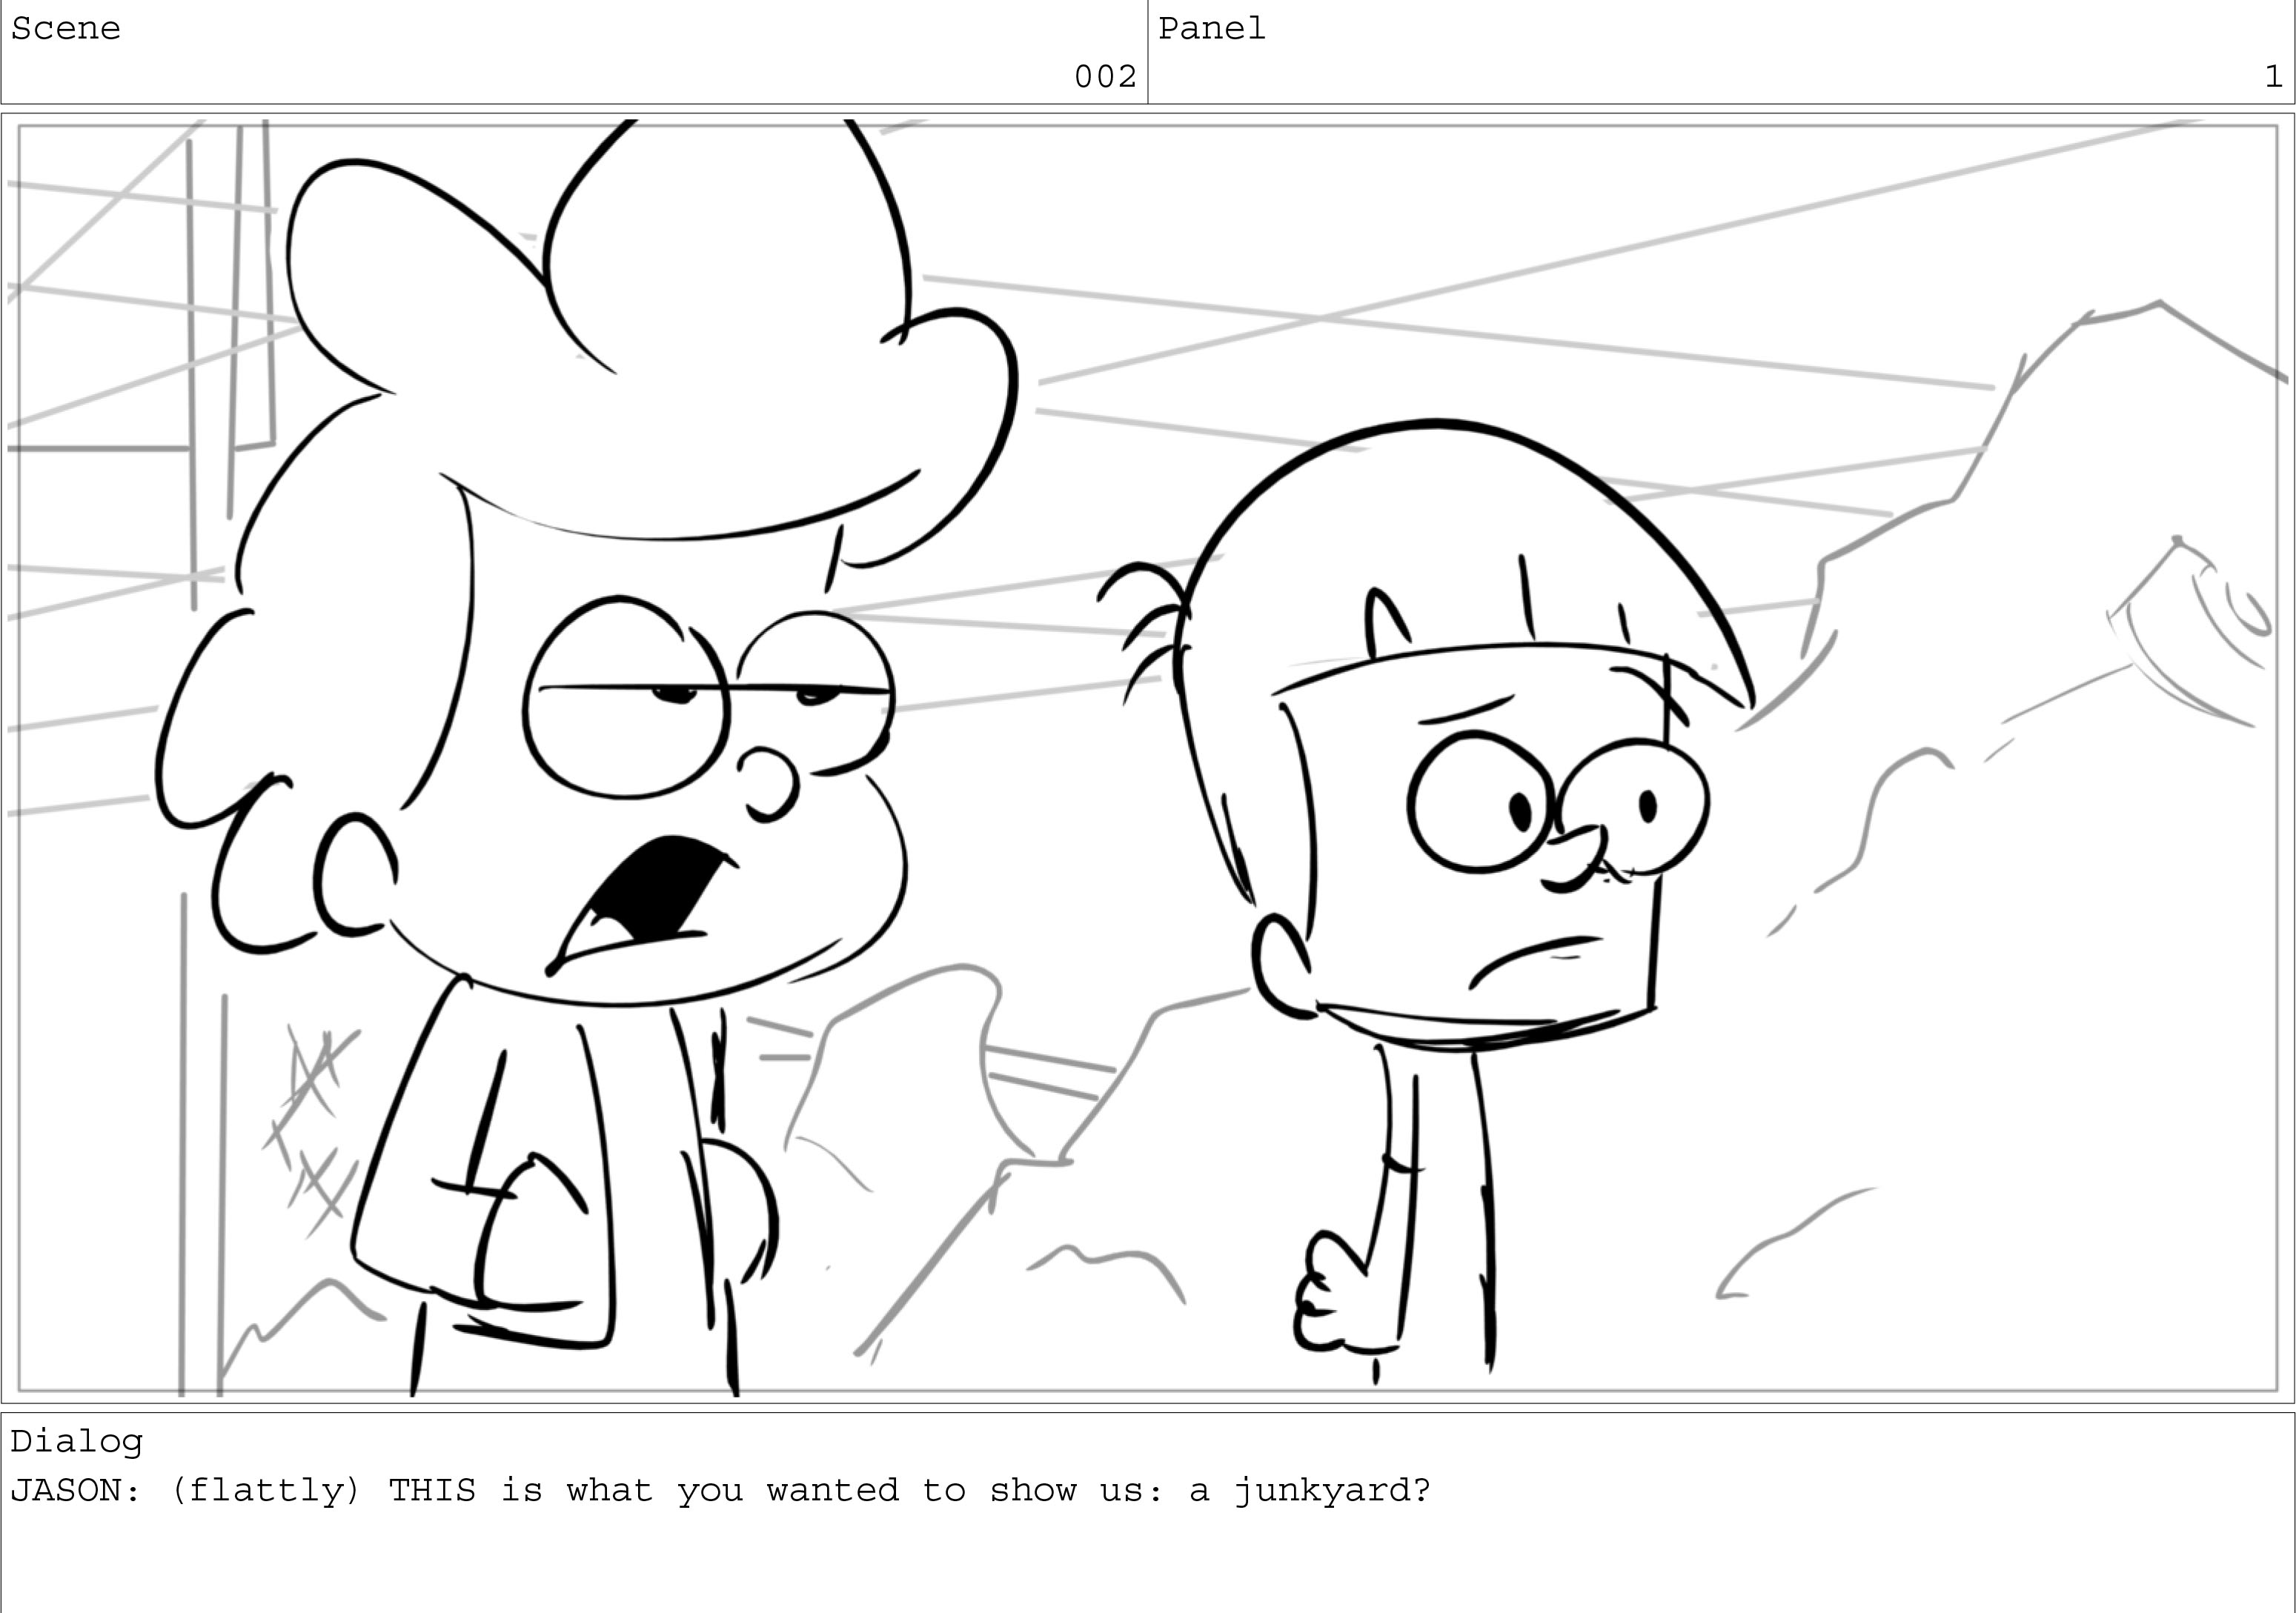 Scene
Panel
002
1
Dialog
JASON: (flattly) THIS is what you wanted to show us: a junkyard?